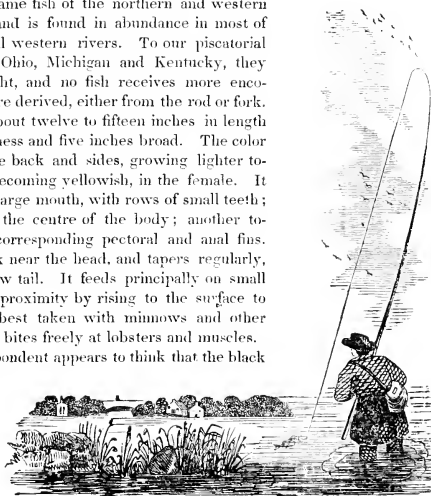 ame fish of the northern and western
and is found in abundance in most of
l western rivers. To our piscatorial
Ohio, Michigan and Kentucky, they
ht, and no fish receives more enco-
re derived, either from the rod or fork.
bout twelve to fifteen inches in length
ness and five inches broad. The color
e back and sides, growing lighter to-
ecoming yellowish, in the female. It
arge mouth, with rows of small teeth;
the centre of the body; another to-
corresponding pectoral and anal fins.
k near the head, and tapers regularly,
w tail. It feeds principally on small
proximity by rising to the surface to
best taken with minnows and other
bites freely at lobsters and muscles.
pondent appears to think that the black